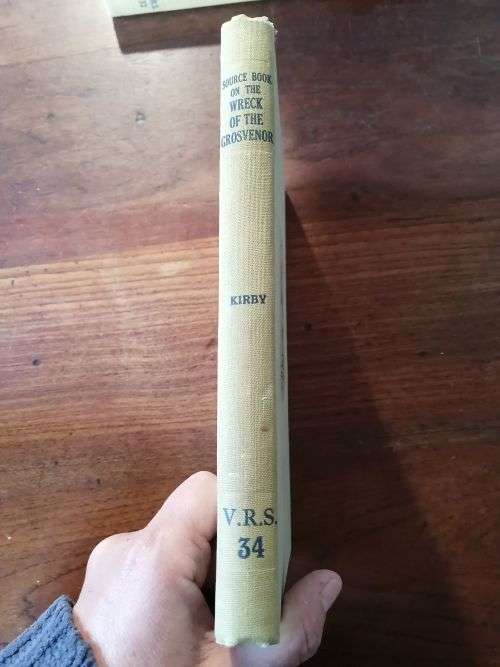 SOURCE BOOK
ON THE
WRECK
OF THE
GROSVENOR
KIRBY
V.R.S.
34